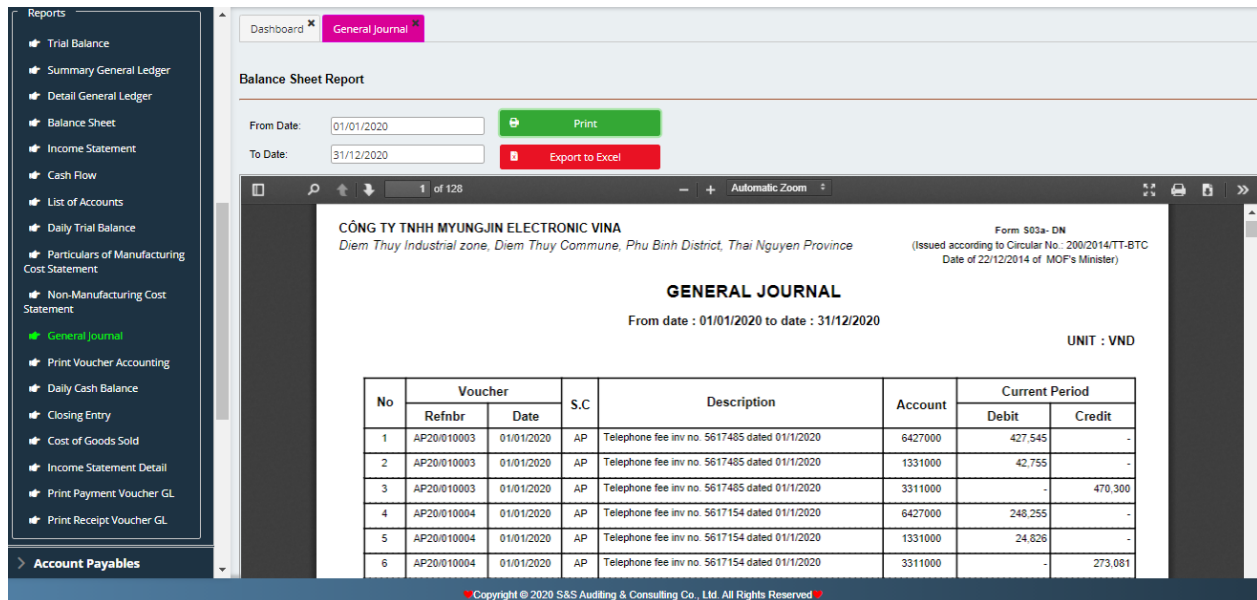 Reports
Trial Balance
Summary General Ledger
Detail General Ledger
Balance Sheet
Income Statement
Cash Flow
List of Accounts
Daily Trial Balance
Particulars of Manufacturing
Cost Statement
Non-Manufacturing Cost
Statement
General Journal
Print Voucher Accounting
Daily Cash Balance
Closing Entry
Cost of Goods Sold
Income Statement Detail
Print Payment Voucher GL
Print Receipt Voucher GL
Account Payables
Dashboard
General Journal
Balance Sheet Report
From Date: 01/01/2020 Print
To Date: 31/12/2020 Export to Excel
1 of 128 Automatic Zoom
CÔNG TY TNHH MYUNGJIN ELECTRONIC VINA
Diem Thuy Industrial zone, Diem Thuy Commune, Phu Binh District, Thai Nguyen Province
Form S03a- DN
(Issued according to Circular No.: 200/2014/TT-BTC
Date of 22/12/2014 of MOF's Minister)
GENERAL JOURNAL
From date : 01/01/2020 to date : 31/12/2020
UNIT : VND
No Voucher S.C Description Account Current Period
Refnbr Date Debit Credit
1 AP20/010003 01/01/2020 AP Telephone fee inv no. 5617485 dated 01/1/2020 6427000 427,545 -
2 AP20/010003 01/01/2020 AP Telephone fee inv no. 5617485 dated 01/1/2020 1331000 42,755 -
3 AP20/010003 01/01/2020 AP Telephone fee inv no. 5617485 dated 01/1/2020 3311000 - 470,300
4 AP20/010004 01/01/2020 AP Telephone fee inv no. 5617154 dated 01/1/2020 6427000 248,255 -
5 AP20/010004 01/01/2020 AP Telephone fee inv no. 5617154 dated 01/1/2020 1331000 24,826 -
6 AP20/010004 01/01/2020 AP Telephone fee inv no. 5617154 dated 01/1/2020 3311000 - 273,081
Copyright © 2020 S&S Auditing & Consulting Co., Ltd. All Rights Reserved